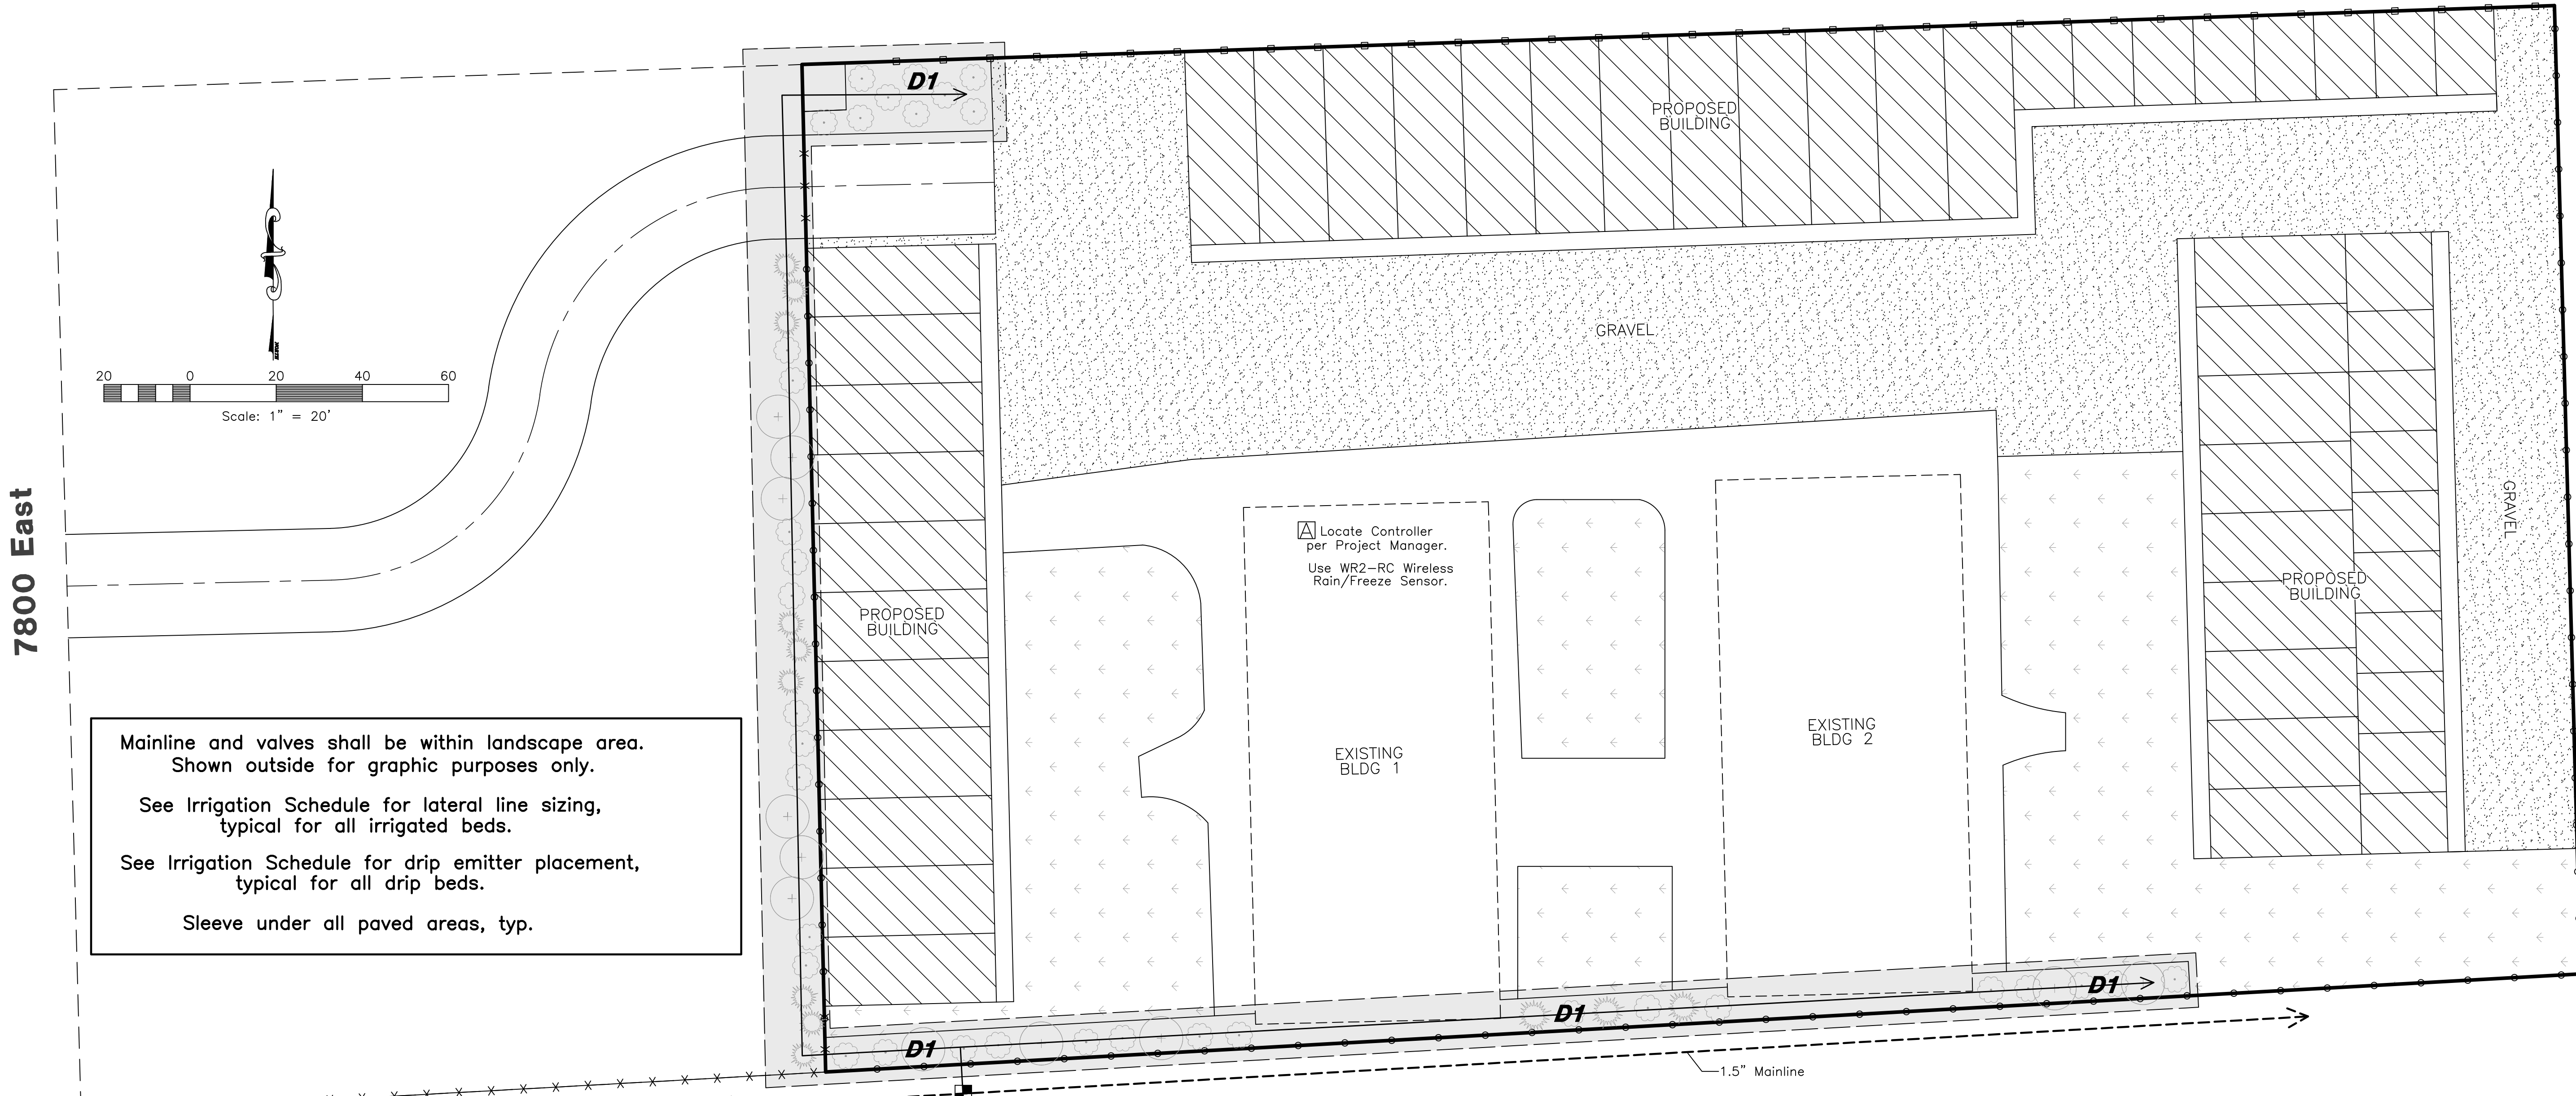 D1
PROPOSED
BUILDING
20 0 20 40 60
Scale: 1" = 20'
GRAVEL
7800 East
A Locate Controller
per Project Manager.
Use WR2-RC Wireless
Rain/Freeze Sensor.
GRAVEL
PROPOSED
BUILDING
PROPOSED
BUILDING
EXISTING
BLDG 1
EXISTING
BLDG 2
Mainline and valves shall be within landscape area.
Shown outside for graphic purposes only.
See Irrigation Schedule for lateral line sizing,
typical for all irrigated beds.
See Irrigation Schedule for drip emitter placement,
typical for all drip beds.
Sleeve under all paved areas, typ.
D1
D1
D1
1.5" Mainline